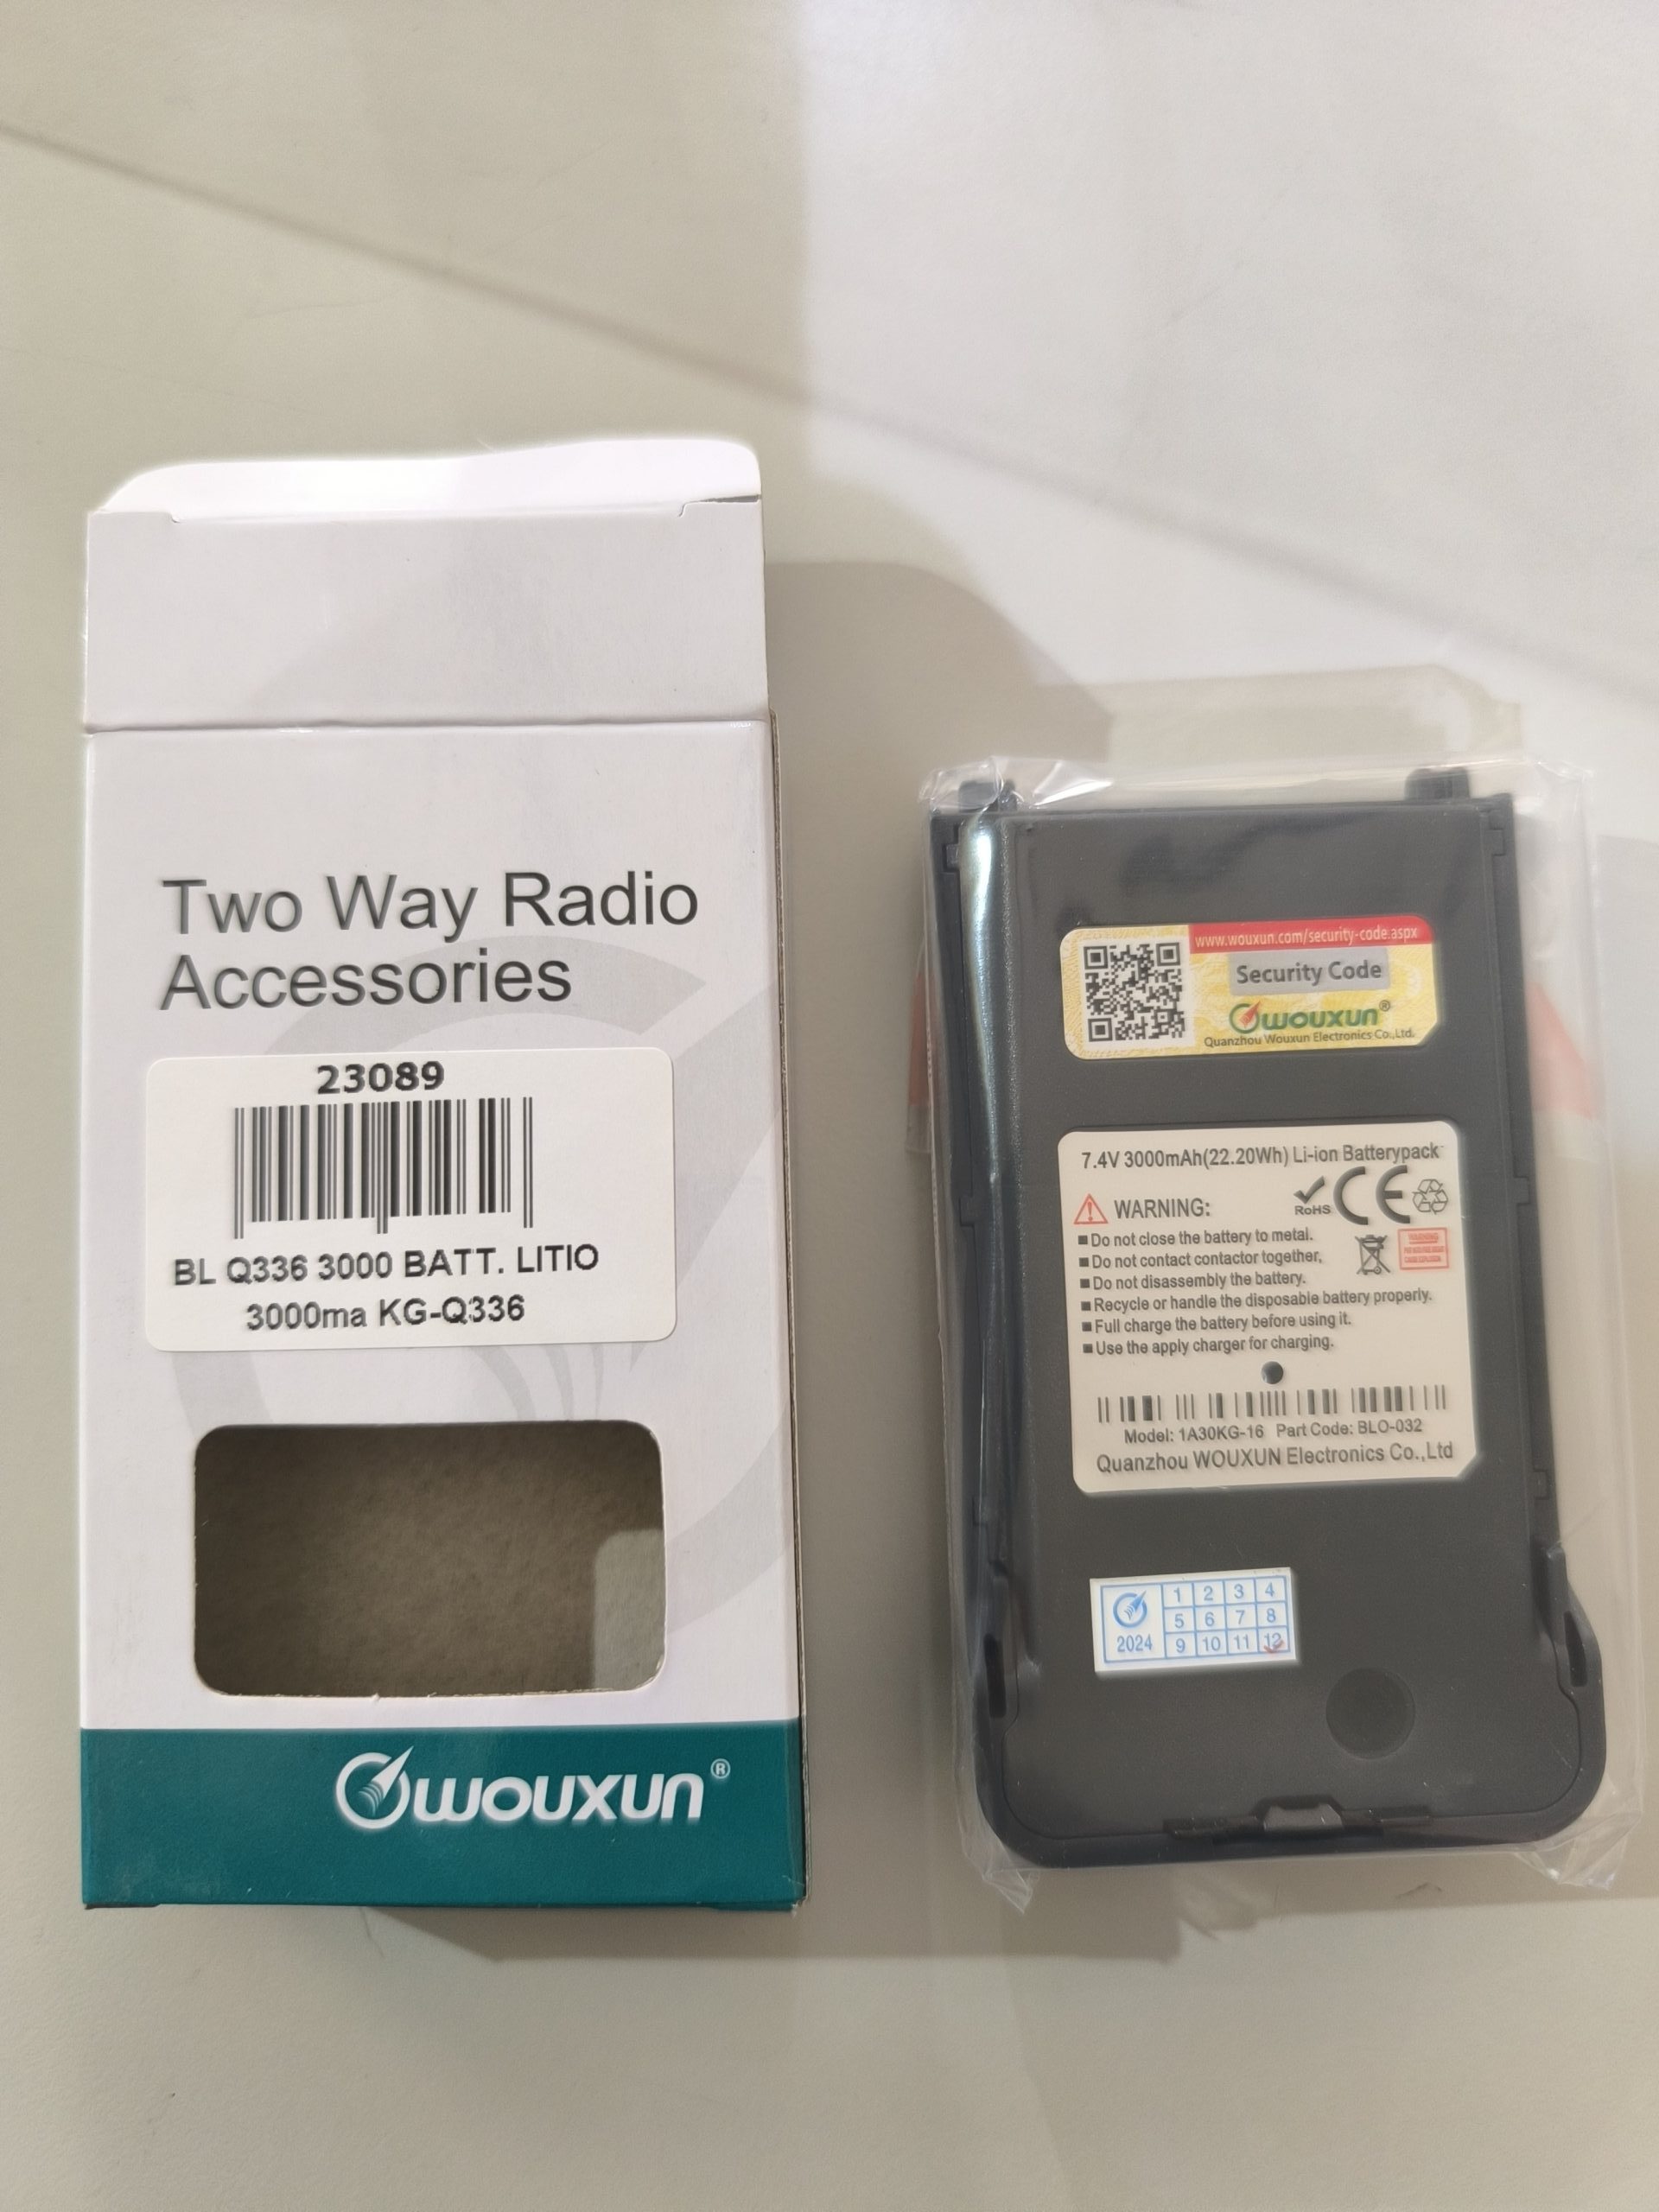 Two Way Radio
Accessories
23089
BL Q336 3000 BATT. LITIO
3000ma KG-Q336
wouxun®
www.wouxun.com/security-code.aspx
Security Code
wouxun®
Quanzhou Wouxun Electronics Co.,Ltd.
7.4V 3000mAh(22.20Wh) Li-ion Batterypack
WARNING:
RoHS
CE
Do not close the battery to metal.
Do not contact contactor together,
Do not disassembly the battery.
Recycle or handle the disposable battery properly.
Full charge the battery before using it.
Use the apply charger for charging.
WARNING
Model: 1A30KG-16 Part Code: BLO-032
Quanzhou WOUXUN Electronics Co.,Ltd
1 2 3 4
5 6 7 8
2024 9 10 11 12